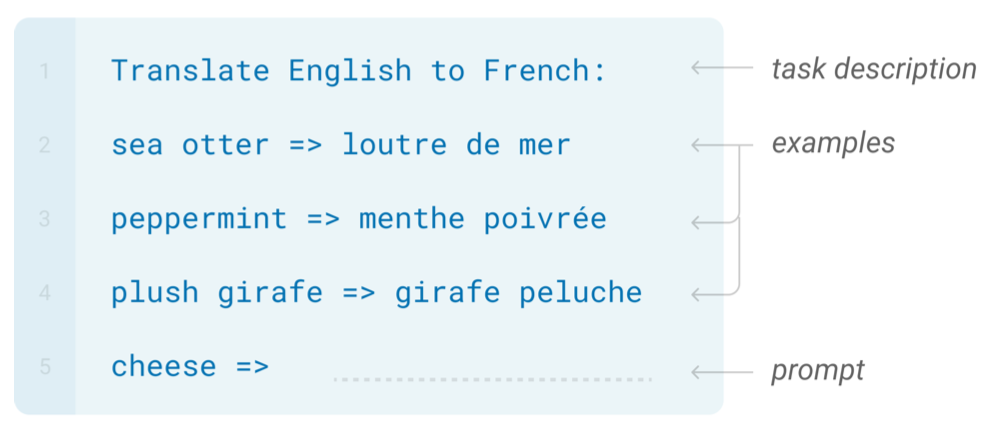 1 Translate English to French: task description
2 sea otter => loutre de mer examples
3 peppermint => menthe poivrée
4 plush girafe => girafe peluche
5 cheese => prompt